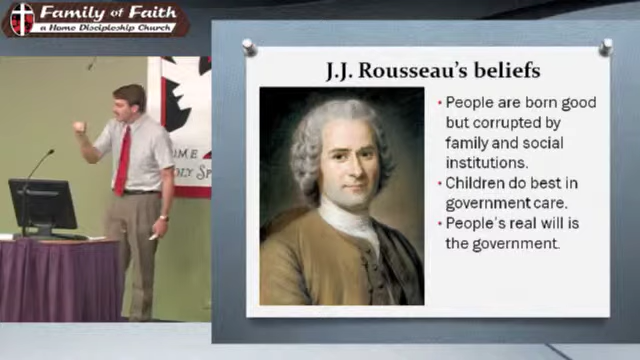 Family of Faith
a Home Discipleship Church
J.J. Rousseau's beliefs
• People are born good
but corrupted by
family and social
institutions.
• Children do best in
government care.
• People's real will is
the government.